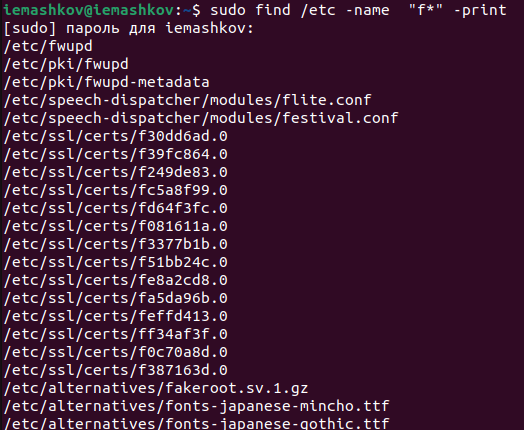 iemashkov@iemashkov:~$ sudo find /etc -name  "f*" -print
[sudo] пароль для iemashkov:
/etc/fwupd
/etc/pki/fwupd
/etc/pki/fwupd-metadata
/etc/speech-dispatcher/modules/flite.conf
/etc/speech-dispatcher/modules/festival.conf
/etc/ssl/certs/f30dd6ad.0
/etc/ssl/certs/f39fc864.0
/etc/ssl/certs/f249de83.0
/etc/ssl/certs/fc5a8f99.0
/etc/ssl/certs/fd64f3fc.0
/etc/ssl/certs/f081611a.0
/etc/ssl/certs/f3377b1b.0
/etc/ssl/certs/f51bb24c.0
/etc/ssl/certs/fe8a2cd8.0
/etc/ssl/certs/fa5da96b.0
/etc/ssl/certs/feffd413.0
/etc/ssl/certs/ff34af3f.0
/etc/ssl/certs/f0c70a8d.0
/etc/ssl/certs/f387163d.0
/etc/alternatives/fakeroot.sv.1.gz
/etc/alternatives/fonts-japanese-mincho.ttf
/etc/alternatives/fonts-japanese-gothic.ttf